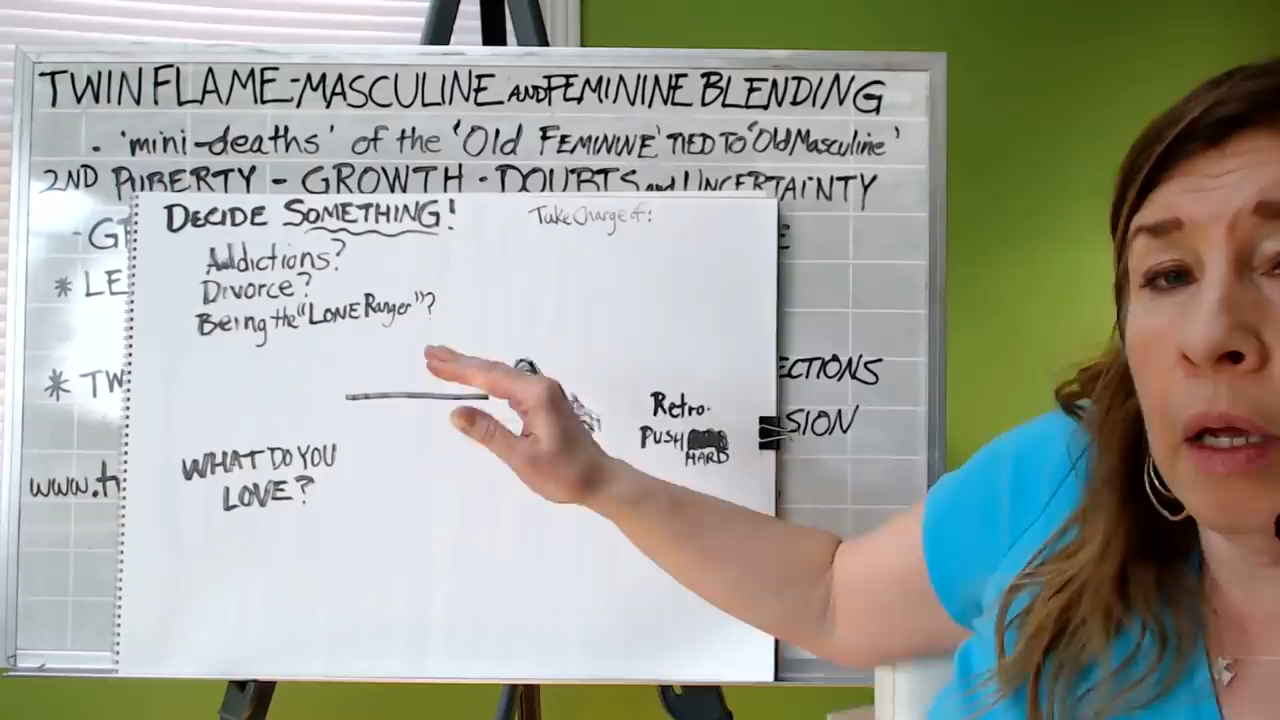 TWIN FLAME - MASCULINE AND FEMININE BLENDING
. 'mini-deaths' of the 'Old FEMININE' TIED TO 'Old Masculine'
2ND PUBERTY - GROWTH - DOUBTS and UNCERTAINTY
DECIDE SOMETHING!
Take Charge of:
Addictions?
Divorce?
Being the "LONE Ranger"?
* LE
* TW
ECTIONS
Retro-
PUSH
HARD
SION
WHAT DO YOU
LOVE?
www.t